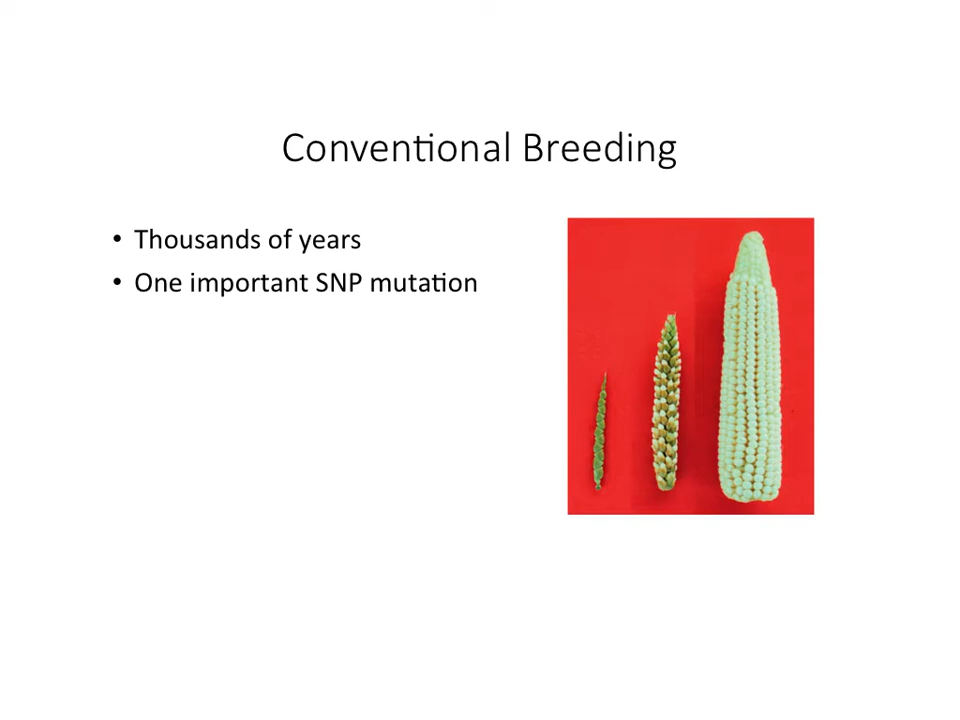 Conventional Breeding
• Thousands of years
• One important SNP mutation